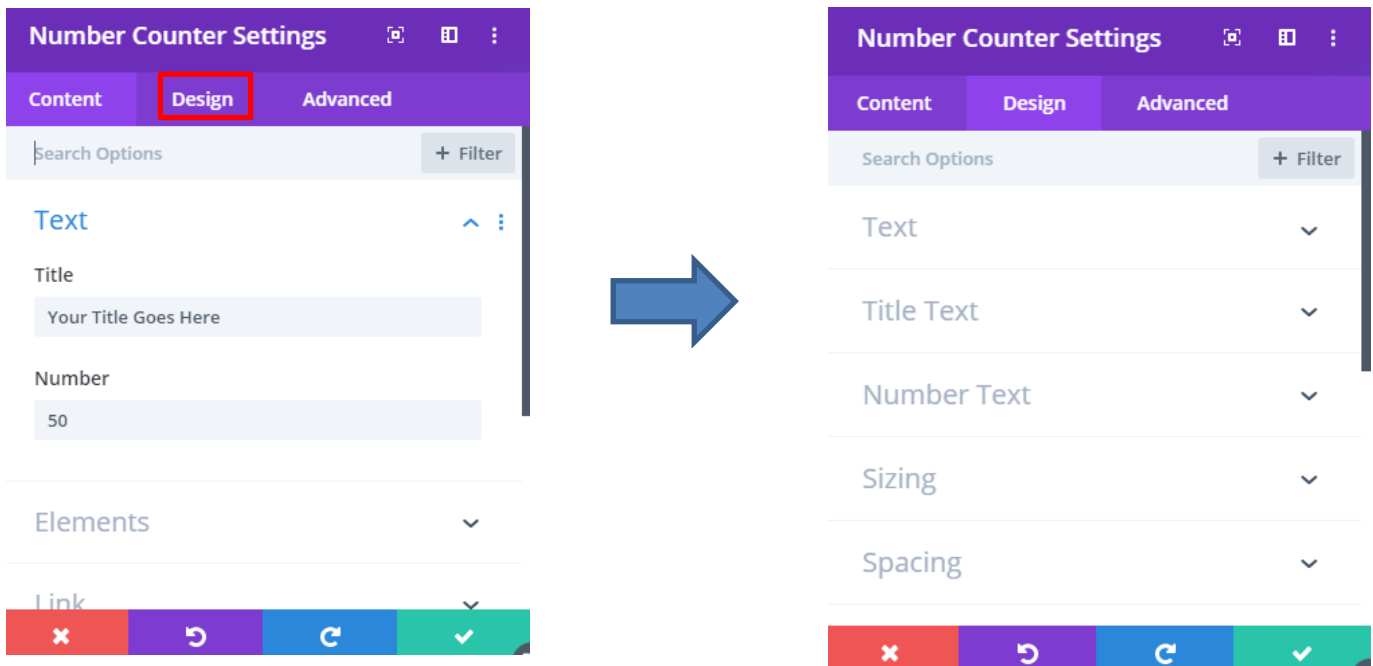 Number Counter Settings
Content Design Advanced
Search Options + Filter
Text
Title
Your Title Goes Here
Number
50
Elements
Link
Number Counter Settings
Content Design Advanced
Search Options + Filter
Text
Title Text
Number Text
Sizing
Spacing